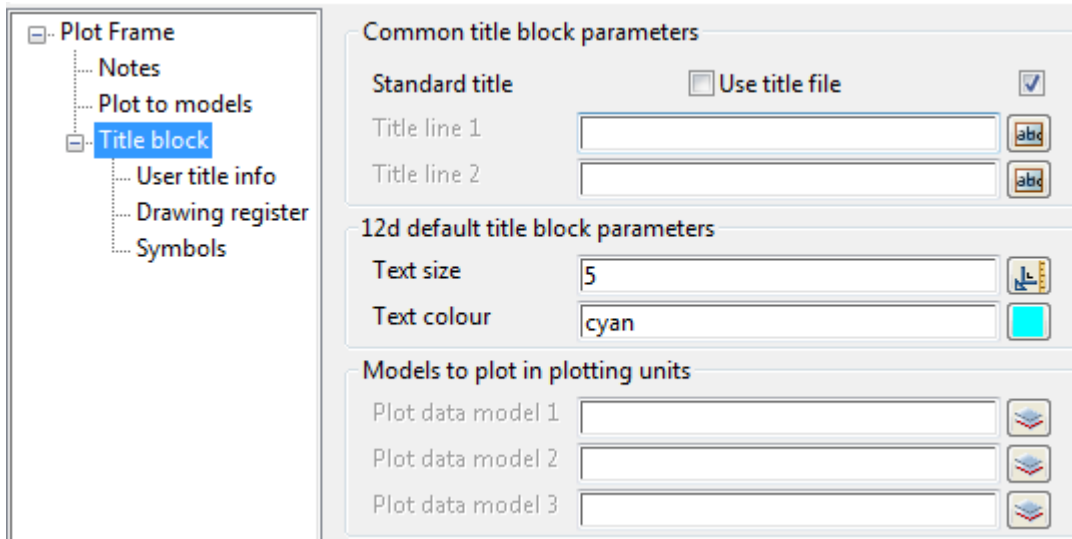 Plot Frame
Notes
Plot to models
Title block
User title info
Drawing register
Symbols
Common title block parameters
Standard title Use title file
Title line 1 abc
Title line 2 abc
12d default title block parameters
Text size 5
Text colour cyan
Models to plot in plotting units
Plot data model 1
Plot data model 2
Plot data model 3